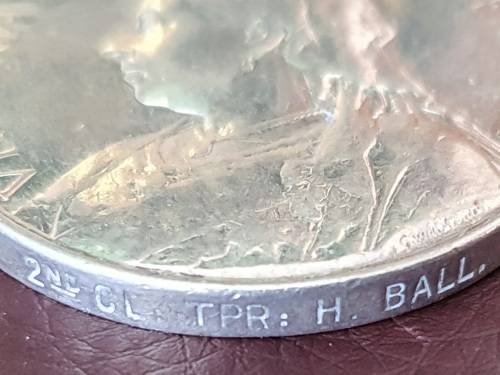 2ND CL. TPR: H. BALL.